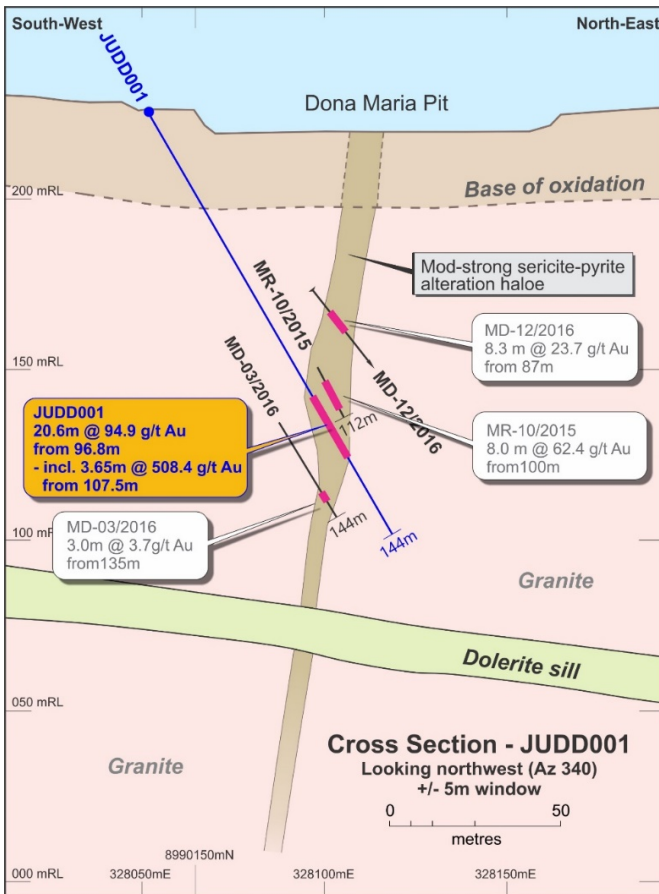 South-West
North-East
JUDD001
Dona Maria Pit
200 mRL
Base of oxidation
Mod-strong sericite-pyrite
alteration haloe
MR-10/2015
MD-12/2016
8.3 m @ 23.7 g/t Au
from 87m
150 mRL
MD-03/2016
MD-12/2016
JUDD001
20.6m @ 94.9 g/t Au
from 96.8m
- incl. 3.65m @ 508.4 g/t Au
from 107.5m
112m
MR-10/2015
8.0 m @ 62.4 g/t Au
from100m
MD-03/2016
3.0m @ 3.7g/t Au
from135m
100 mRL
144m
144m
Granite
Dolerite sill
050 mRL
Granite
Cross Section - JUDD001
Looking northwest (Az 340)
+/- 5m window
0 50
metres
8990150mN
000 mRL
328050mE
328100mE
328150mE